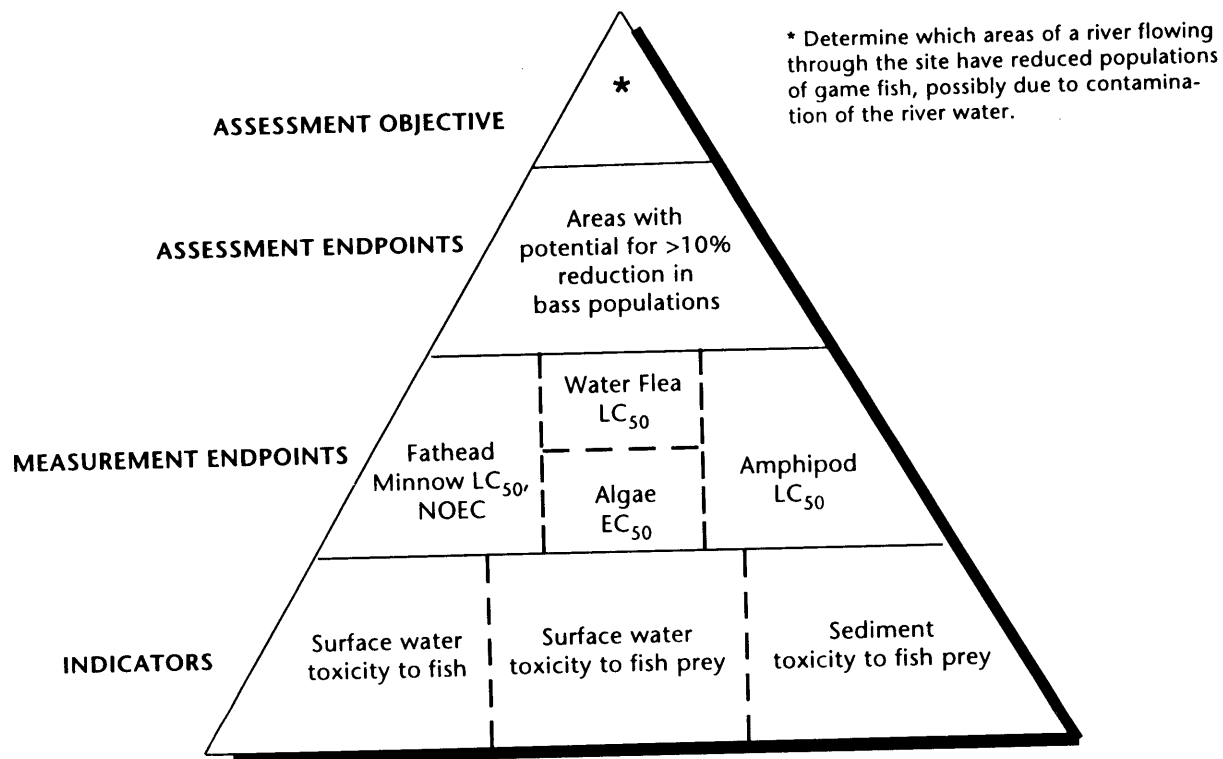 * Determine which areas of a river flowing
through the site have reduced populations
of game fish, possibly due to contamina-
tion of the river water.
*
ASSESSMENT OBJECTIVE
ASSESSMENT ENDPOINTS
Areas with
potential for >10%
reduction in
bass populations
MEASUREMENT ENDPOINTS
Fathead
Minnow LC50,
NOEC
Water Flea
LC50
Algae
EC50
Amphipod
LC50
INDICATORS
Surface water
toxicity to fish
Surface water
toxicity to fish prey
Sediment
toxicity to fish prey